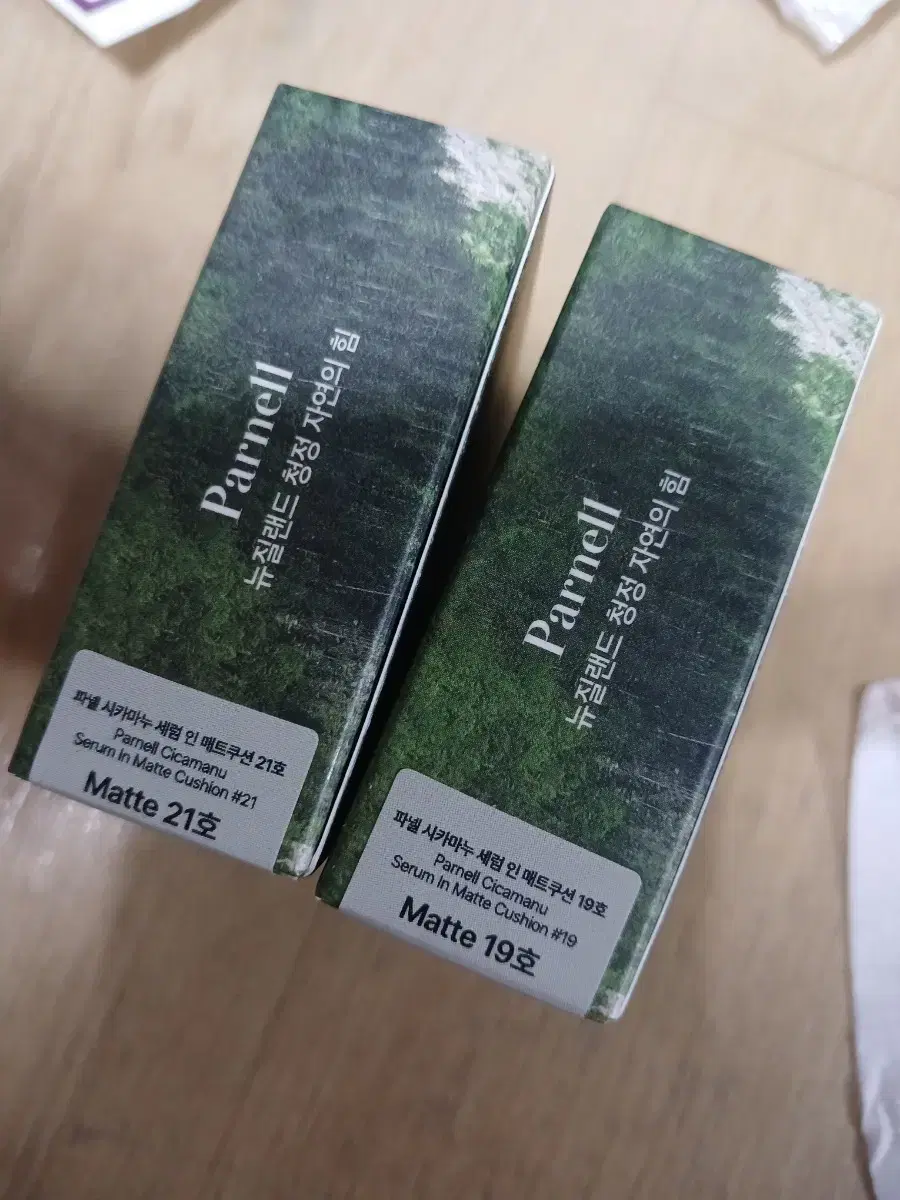 Parnell
뉴질랜드 청정 자연의 힘
파넬 시카마누 세럼 인 매트쿠션 21호
Parnell Cicamanu
Serum In Matte Cushion #21
Matte 21호
Parnell
뉴질랜드 청정 자연의 힘
파넬 시카마누 세럼 인 매트쿠션 19호
Parnell Cicamanu
Serum In Matte Cushion #19
Matte 19호